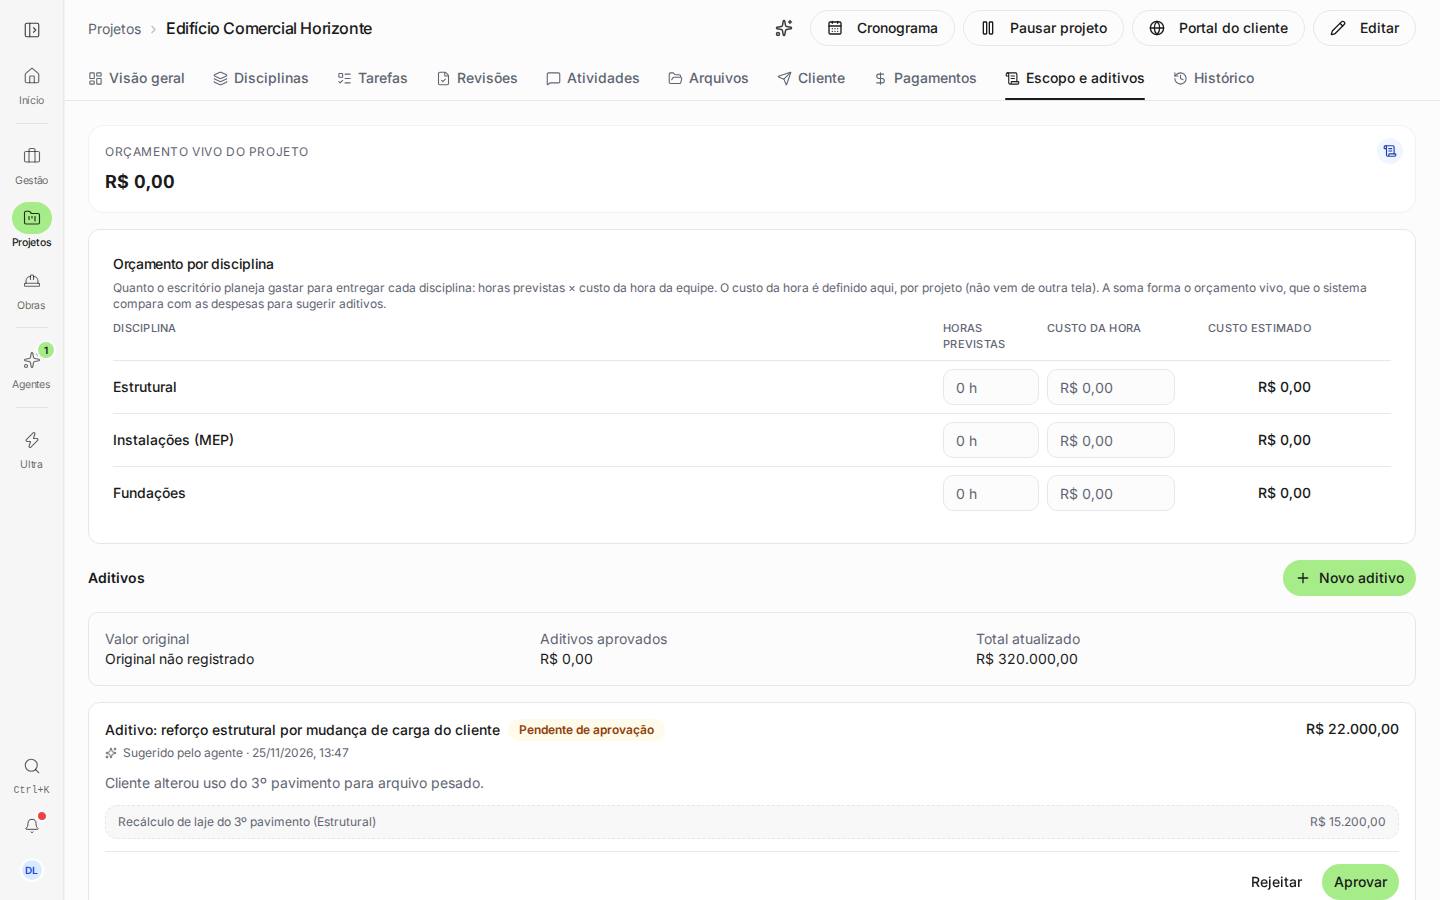 Projetos
Edifício Comercial Horizonte
Cronograma
Pausar projeto
Portal do cliente
Editar
Início
Gestão
Projetos
Obras
1
Agentes
Ultra
Ctrl+K
DL
Visão geral
Disciplinas
Tarefas
Revisões
Atividades
Arquivos
Cliente
Pagamentos
Escopo e aditivos
Histórico
ORÇAMENTO VIVO DO PROJETO
R$ 0,00
Orçamento por disciplina
Quanto o escritório planeja gastar para entregar cada disciplina: horas previstas × custo da hora da equipe. O custo da hora é definido aqui, por projeto (não vem de outra tela). A soma forma o orçamento vivo, que o sistema
compara com as despesas para sugerir aditivos.
DISCIPLINA
HORAS
PREVISTAS
CUSTO DA HORA
CUSTO ESTIMADO
Estrutural
0 h
R$ 0,00
R$ 0,00
Instalações (MEP)
0 h
R$ 0,00
R$ 0,00
Fundações
0 h
R$ 0,00
R$ 0,00
Aditivos
Novo aditivo
Valor original
Original não registrado
Aditivos aprovados
R$ 0,00
Total atualizado
R$ 320.000,00
Aditivo: reforço estrutural por mudança de carga do cliente
Pendente de aprovação
R$ 22.000,00
Sugerido pelo agente · 25/11/2026, 13:47
Cliente alterou uso do 3º pavimento para arquivo pesado.
Recálculo de laje do 3º pavimento (Estrutural)
R$ 15.200,00
Rejeitar
Aprovar